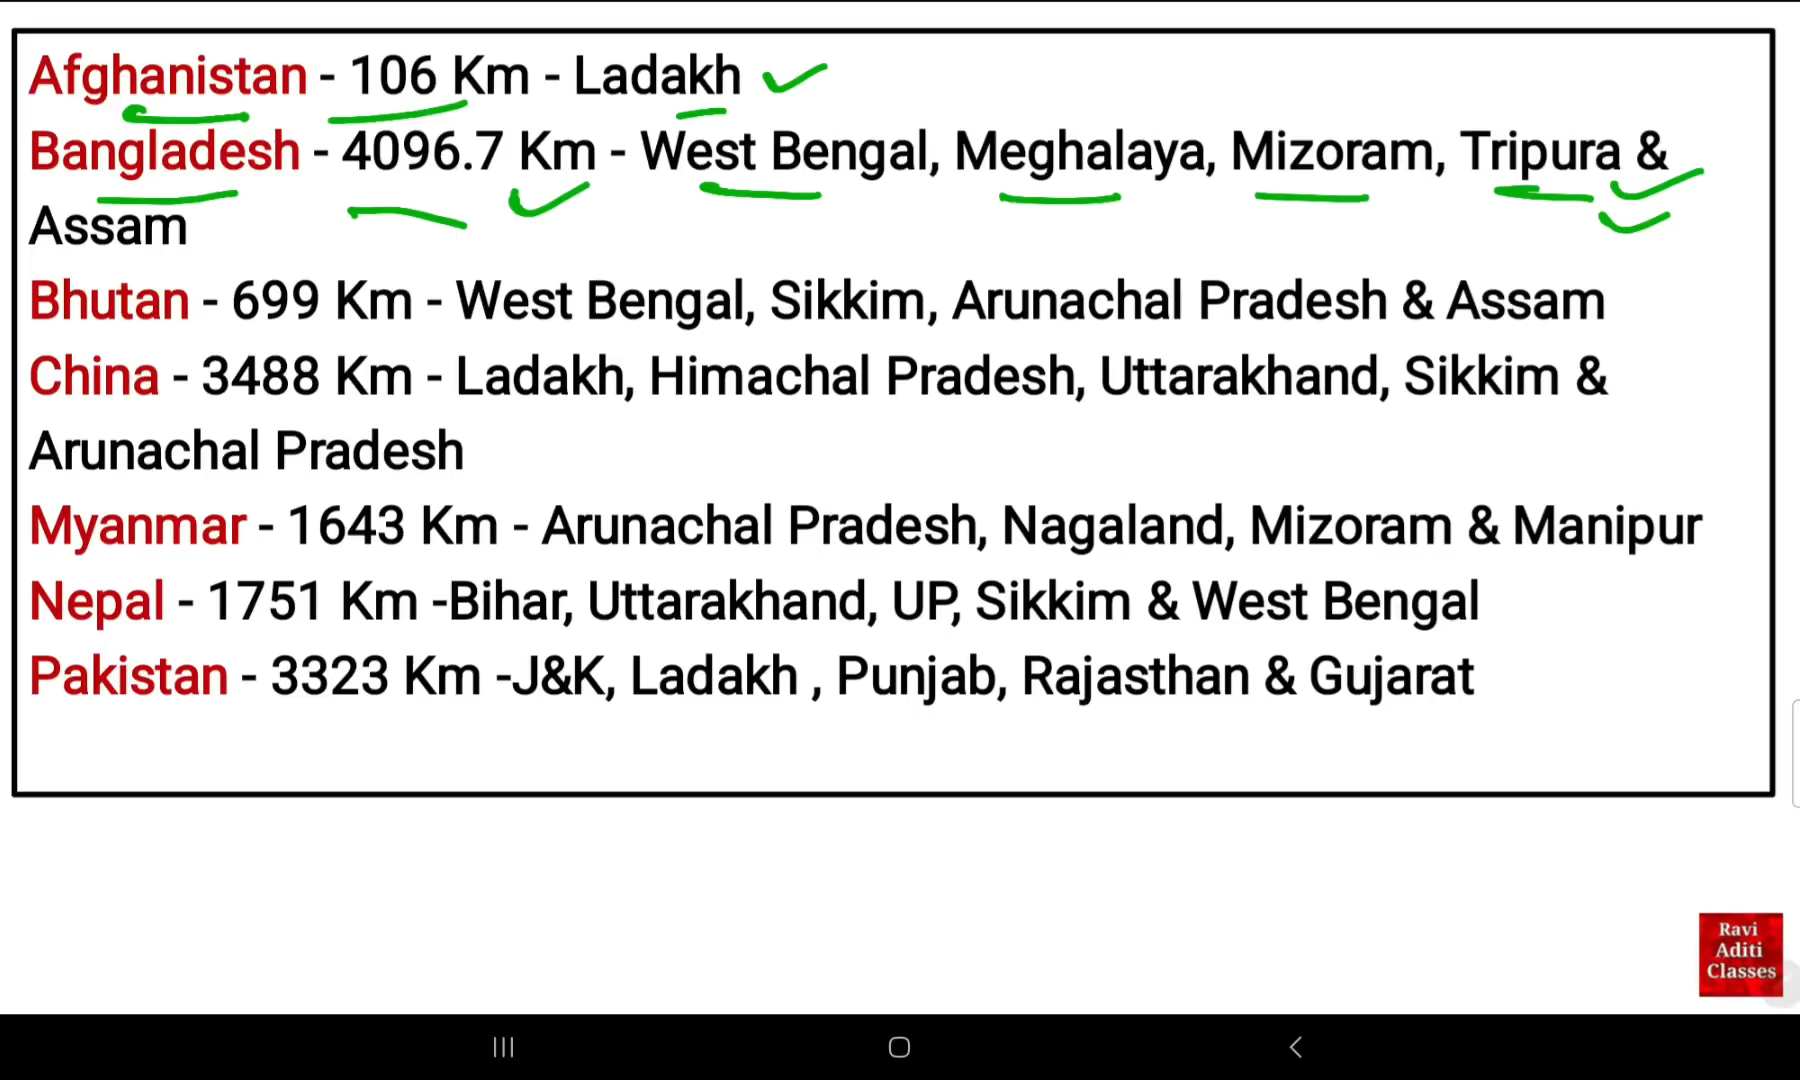 Afghanistan - 106 Km - Ladakh
Bangladesh - 4096.7 Km - West Bengal, Meghalaya, Mizoram, Tripura &
Assam
Bhutan - 699 Km - West Bengal, Sikkim, Arunachal Pradesh & Assam
China - 3488 Km - Ladakh, Himachal Pradesh, Uttarakhand, Sikkim &
Arunachal Pradesh
Myanmar - 1643 Km - Arunachal Pradesh, Nagaland, Mizoram & Manipur
Nepal - 1751 Km -Bihar, Uttarakhand, UP, Sikkim & West Bengal
Pakistan - 3323 Km -J&K, Ladakh , Punjab, Rajasthan & Gujarat
Ravi
Aditi
Classes